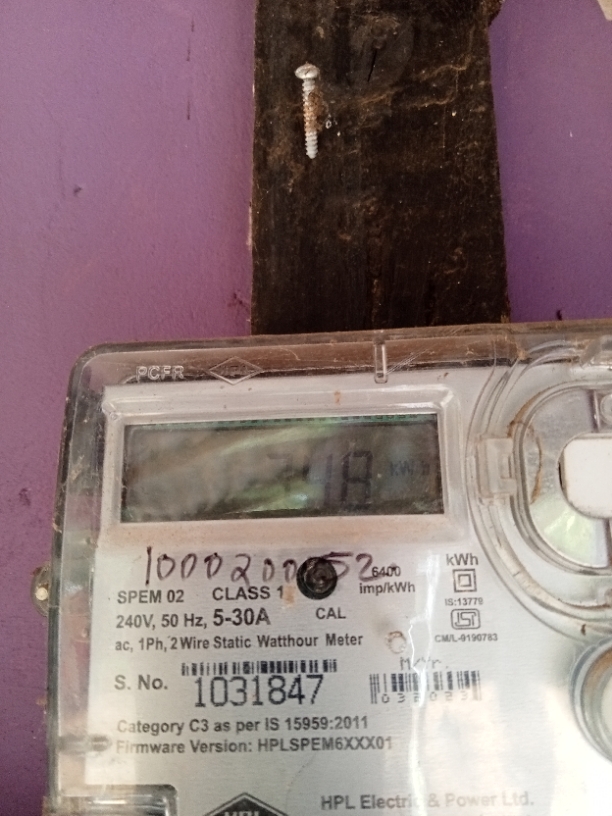 PCFR
kWh
6400
imp/kWh
kWh
SPEM 02 CLASS 1
IS:13779
240V, 50 Hz, 5-30A CAL
CM/L-9190783
ac, 1Ph, 2 Wire Static Watthour Meter
M/Yr.
S. No. 1031847
Category C3 as per IS 15959:2011
Firmware Version: HPLSPEM6XXX01
HPL
HPL Electric & Power Ltd.